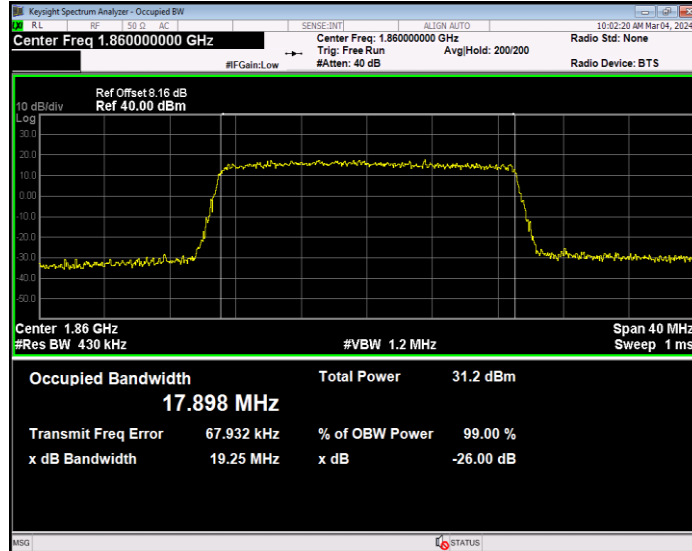 Keysight Spectrum Analyzer - Occupied BW
RL RF 50 Ω AC SENSE:INT ALIGN AUTO 10:02:20 AM Mar 04, 2024
Center Freq 1.860000000 GHz
Center Freq: 1.860000000 GHz
Radio Std: None
Trig: Free Run Avg|Hold: 200/200
#IFGain:Low #Atten: 40 dB Radio Device: BTS
Ref Offset 8.16 dB
10 dB/div Ref 40.00 dBm
Log
30.0
20.0
10.0
0.00
-10.0
-20.0
-30.0
-40.0
-50.0
Center 1.86 GHz Span 40 MHz
#Res BW 430 kHz #VBW 1.2 MHz Sweep 1 ms
Occupied Bandwidth Total Power 31.2 dBm
17.898 MHz
Transmit Freq Error 67.932 kHz % of OBW Power 99.00 %
x dB Bandwidth 19.25 MHz x dB -26.00 dB
MSG STATUS